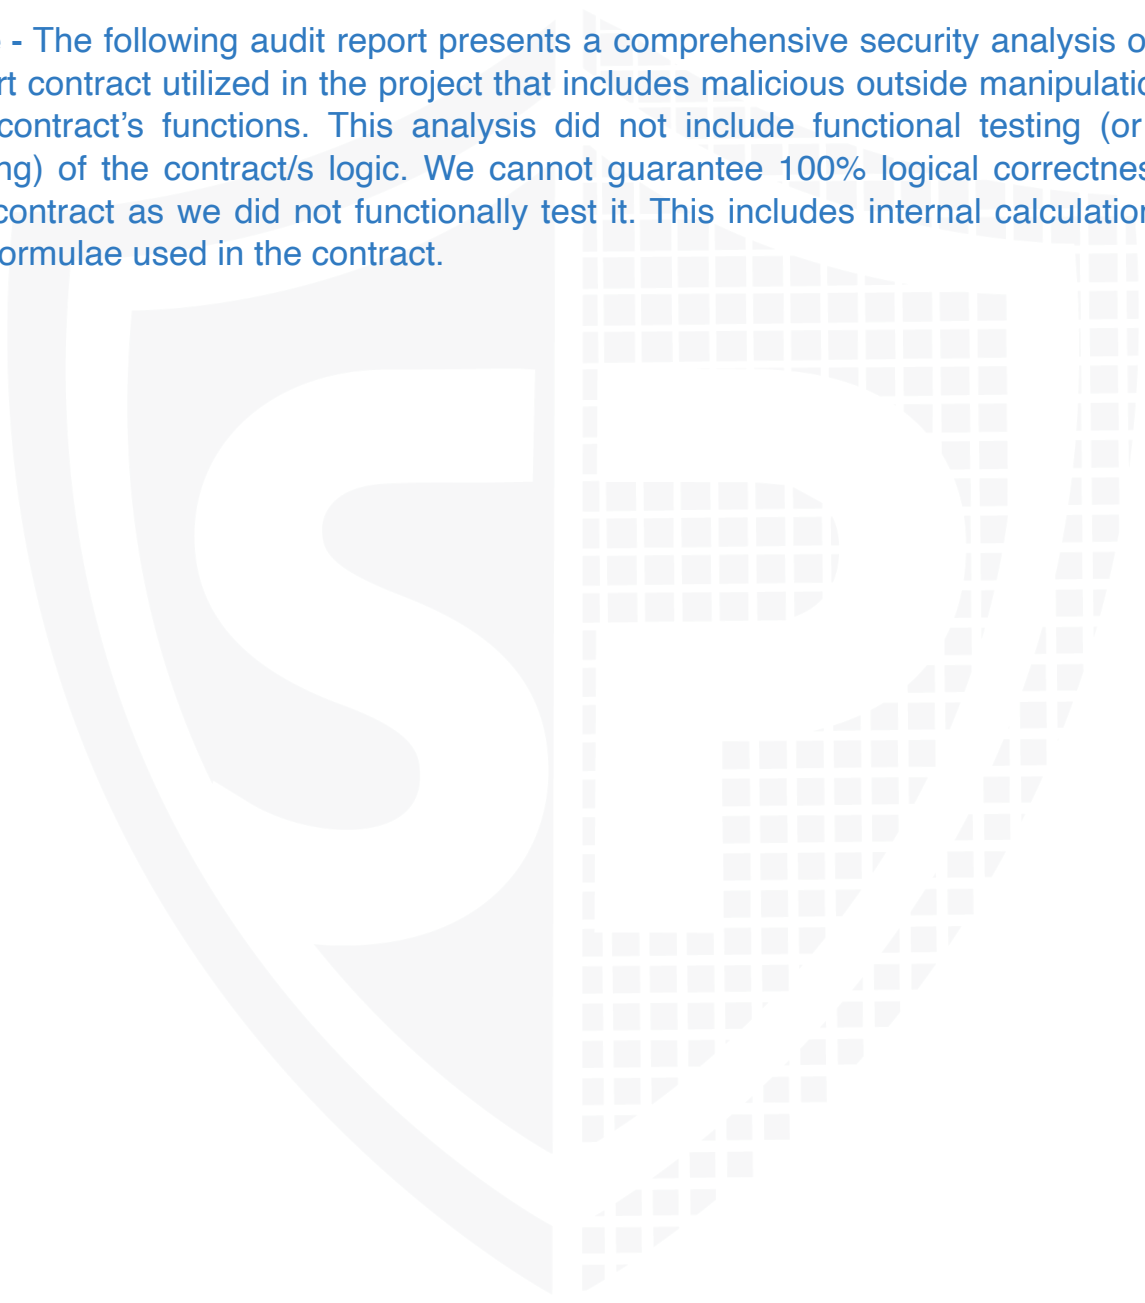 - The following audit report presents a comprehensive security analysis o
rt contract utilized in the project that includes malicious outside manipulatio
contract’s functions. This analysis did not include functional testing (or
ng) of the contract/s logic. We cannot guarantee 100% logical correctnes
contract as we did not functionally test it. This includes internal calculation
ormulae used in the contract.
SP